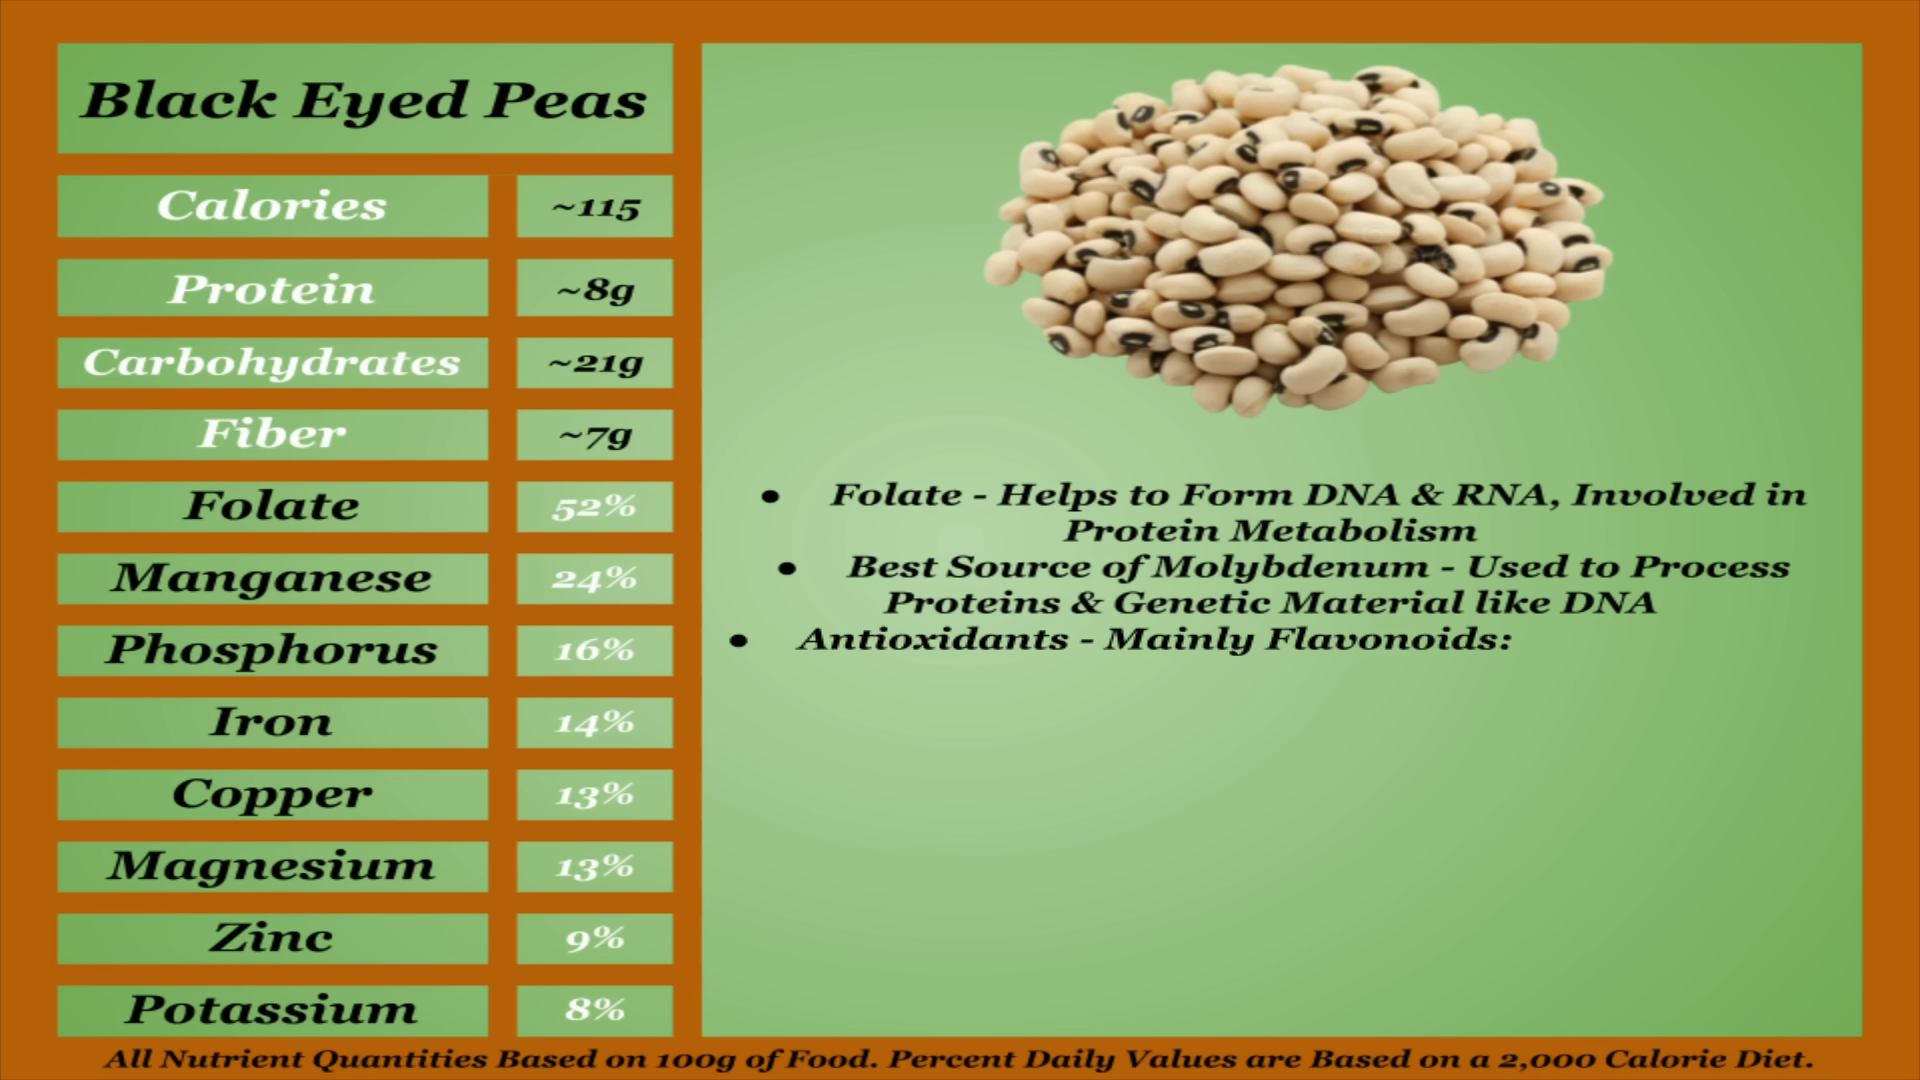 Black Eyed Peas
Calories ~115
Protein ~8g
Carbohydrates ~21g
Fiber ~7g
Folate 52%
Manganese 24%
Phosphorus 16%
Iron 14%
Copper 13%
Magnesium 13%
Zinc 9%
Potassium 8%
● Folate - Helps to Form DNA & RNA, Involved in
Protein Metabolism
● Best Source of Molybdenum - Used to Process
Proteins & Genetic Material like DNA
● Antioxidants - Mainly Flavonoids:
All Nutrient Quantities Based on 100g of Food. Percent Daily Values are Based on a 2,000 Calorie Diet.